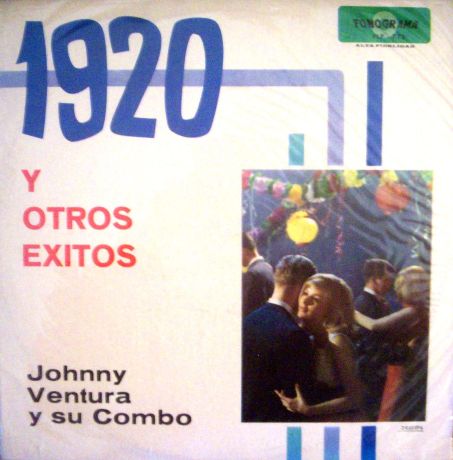 1920
FONOGRAMA
ALTA FIDELIDAD
Y
OTROS
EXITOS
Johnny
Ventura
y su Combo